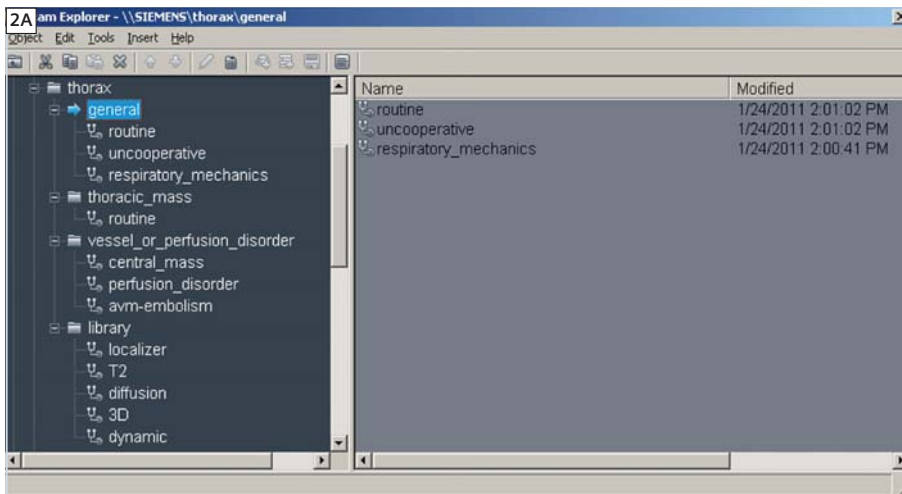 2A
am Explorer - \\SIEMENS\thorax\general
Object Edit Tools Insert Help
thorax
general
routine
uncooperative
respiratory_mechanics
thoracic_mass
routine
vessel_or_perfusion_disorder
central_mass
perfusion_disorder
avm-embolism
library
localizer
T2
diffusion
3D
dynamic
Name Modified
routine 1/24/2011 2:01:02 PM
uncooperative 1/24/2011 2:01:02 PM
respiratory_mechanics 1/24/2011 2:00:41 PM